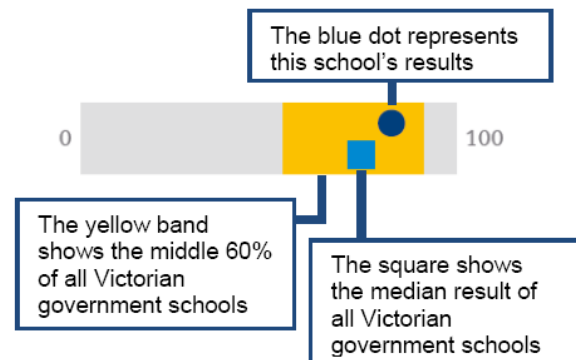 The blue dot represents
this school's results
0
100
The yellow band
shows the middle 60%
of all Victorian
government schools
The square shows
the median result of
all Victorian
government schools